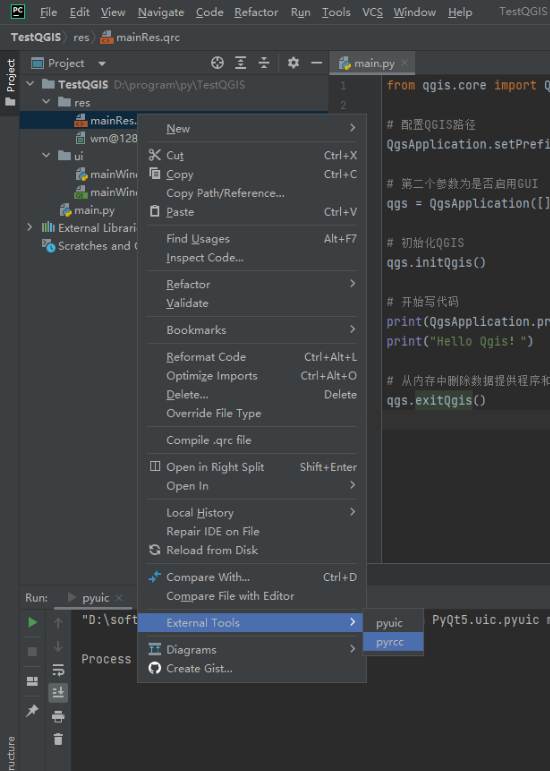 PC File Edit View Navigate Code Refactor Run Tools VCS Window Help TestQGIS
TestQGIS res mainRes.qrc
Project main.py
Project
TestQGIS D:\program\py\TestQGIS
res
mainRes.
wm@128
ui
mainWin
mainWin
main.py
External Librari
Scratches and
New
Cut Ctrl+X
Copy Ctrl+C
Copy Path/Reference...
Paste Ctrl+V
Find Usages Alt+F7
Inspect Code...
Refactor
Validate
Bookmarks
Reformat Code Ctrl+Alt+L
Optimize Imports Ctrl+Alt+O
Delete... Delete
Override File Type
Compile .qrc file
Open in Right Split Shift+Enter
Open In
Local History
Repair IDE on File
Reload from Disk
Compare With... Ctrl+D
Compare File with Editor
External Tools
Diagrams
Create Gist...
pyuic
pyrcc
1 from qgis.core import Q
2
# 配置QGIS路径
QgsApplication.setPrefi
# 第二个参数为是否启用GUI
qgs = QgsApplication([]
# 初始化QGIS
qgs.initQgis()
# 开始写代码
print(QgsApplication.pr
print("Hello Qgis！")
# 从内存中删除数据提供程序和
qgs.exitQgis()
Run: pyuic
"D:\soft PyQt5.uic.pyuic m
Process
ructure